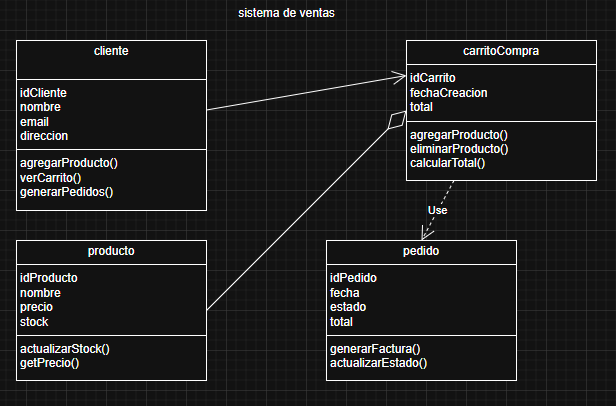 sistema de ventas
cliente
idCliente
nombre
email
direccion
agregarProducto()
verCarrito()
generarPedidos()
carritoCompra
idCarrito
fechaCreacion
total
agregarProducto()
eliminarProducto()
calcularTotal()
Use
producto
idProducto
nombre
precio
stock
actualizarStock()
getPrecio()
pedido
idPedido
fecha
estado
total
generarFactura()
actualizarEstado()